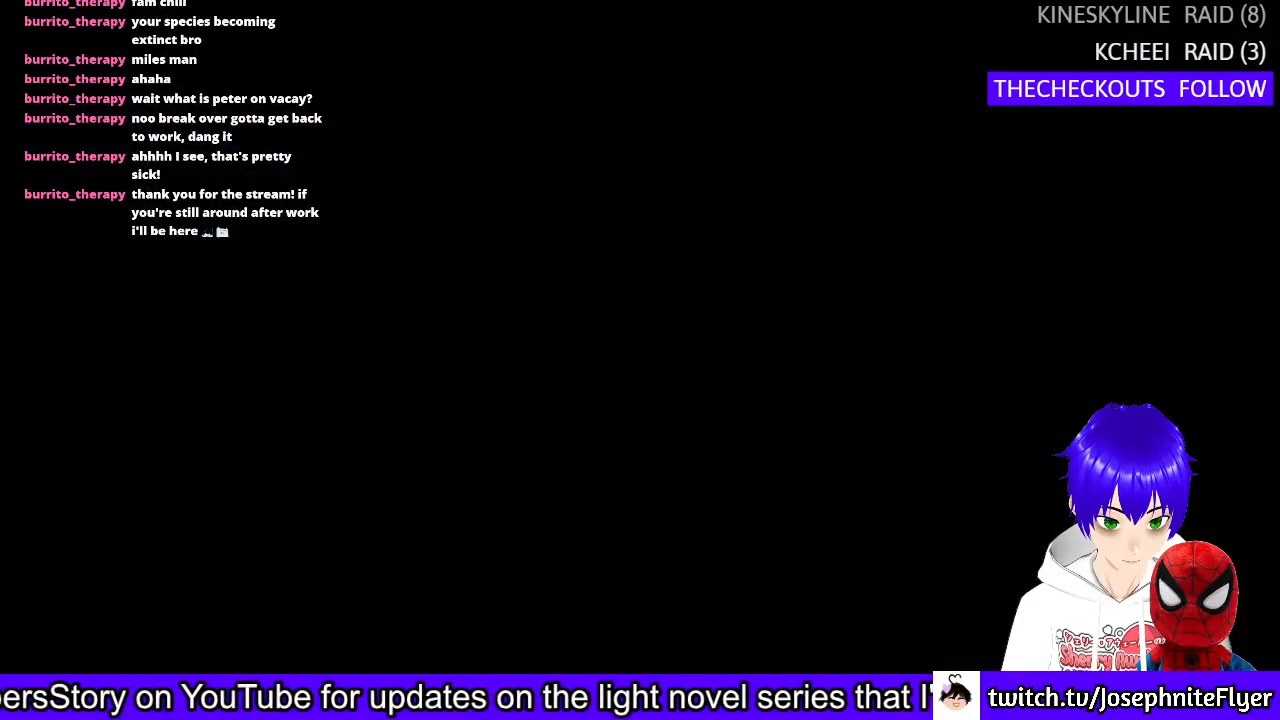 burrito_therapy fam chill
burrito_therapy your species becoming
extinct bro
burrito_therapy miles man
burrito_therapy ahaha
burrito_therapy wait what is peter on vacay?
burrito_therapy noo break over gotta get back
to work, dang it
burrito_therapy ahhhh I see, that's pretty
sick!
burrito_therapy thank you for the stream! if
you're still around after work
i'll be here
KINESKYLINE RAID (8)
KCHEEI RAID (3)
THECHECKOUTS FOLLOW
Sherry
persStory on YouTube for updates on the light novel series that I'
twitch.tv/JosephniteFlyer